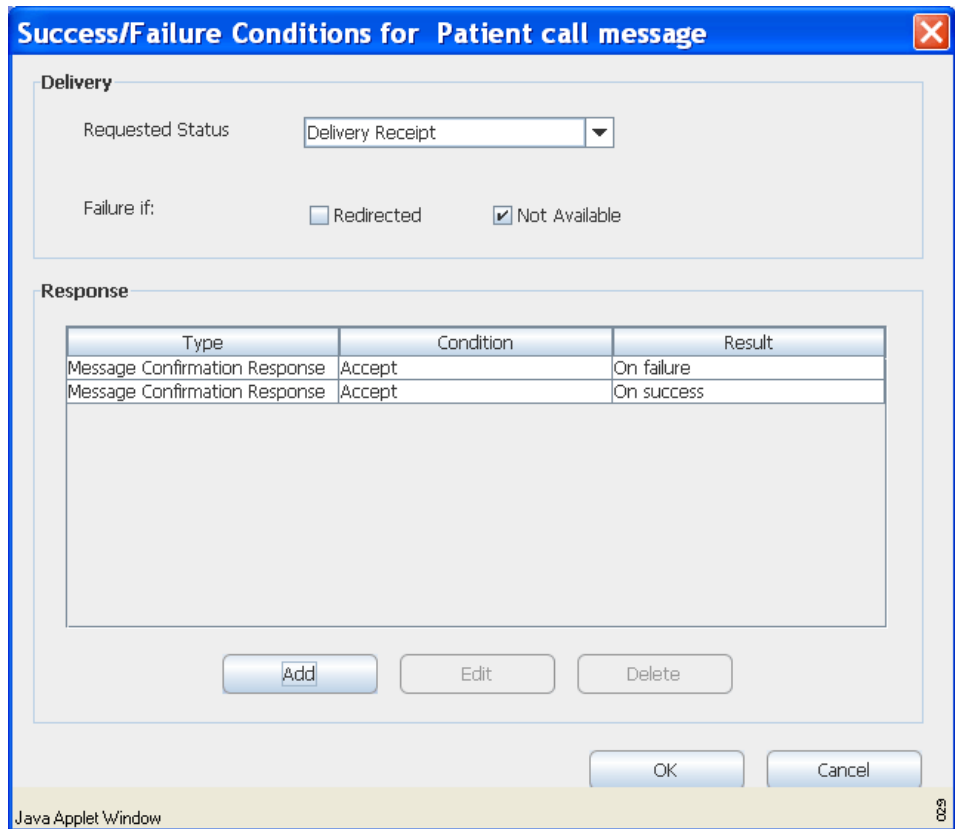 Success/Failure Conditions for Patient call message
Delivery
Requested Status Delivery Receipt
Failure if: Redirected Not Available
Response
Type Condition Result
Message Confirmation Response Accept On failure
Message Confirmation Response Accept On success
Add Edit Delete
OK Cancel
Java Applet Window
029